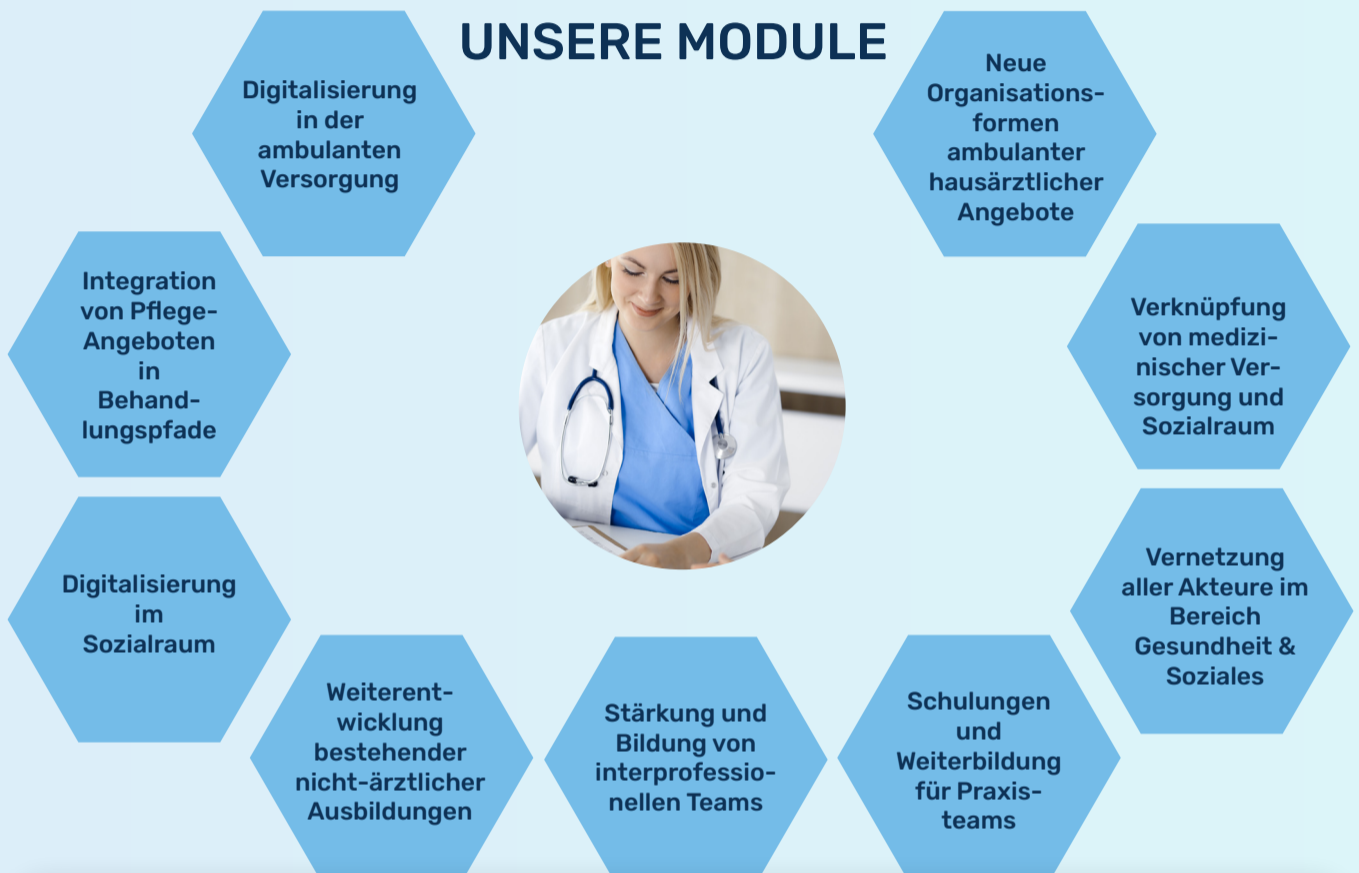 UNSERE MODULE
Digitalisierung
in der
ambulanten
Versorgung
Neue
Organisations-
formen
ambulanter
hausärztlicher
Angebote
Integration
von Pflege-
Angeboten
in
Behand-
lungspfade
Verknüpfung
von medizi-
nischer Ver-
sorgung und
Sozialraum
Digitalisierung
im
Sozialraum
Vernetzung
aller Akteure im
Bereich
Gesundheit &
Soziales
Weiterent-
wicklung
bestehender
nicht-ärztlicher
Ausbildungen
Stärkung und
Bildung von
interprofessio-
nellen Teams
Schulungen
und
Weiterbildung
für Praxis-
teams